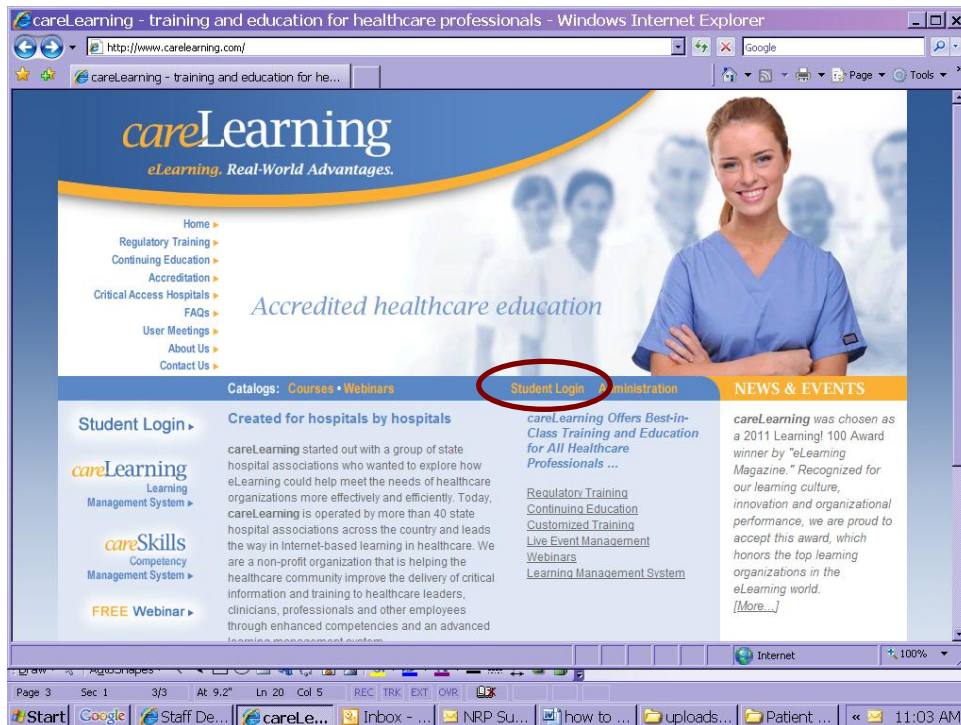 careLearning - training and education for healthcare professionals - Windows Internet Explorer
http://www.carelearning.com/
Google
careLearning - training and education for he...
Page
Tools
careLearning
eLearning. Real-World Advantages.
Home
Regulatory Training
Continuing Education
Accreditation
Critical Access Hospitals
FAQs
User Meetings
About Us
Contact Us
Accredited healthcare education
Catalogs: Courses • Webinars
Student Login
Administration
NEWS & EVENTS
Student Login
careLearning
Learning
Management System
careSkills
Competency
Management System
FREE Webinar
Created for hospitals by hospitals
careLearning started out with a group of state
hospital associations who wanted to explore how
eLearning could help meet the needs of healthcare
organizations more effectively and efficiently. Today,
careLearning is operated by more than 40 state
hospital associations across the country and leads
the way in Internet-based learning in healthcare. We
are a non-profit organization that is helping the
healthcare community improve the delivery of critical
information and training to healthcare leaders,
clinicians, professionals and other employees
through enhanced competencies and an advanced
learning management system
careLearning Offers Best-in-
Class Training and Education
for All Healthcare
Professionals ...
Regulatory Training
Continuing Education
Customized Training
Live Event Management
Webinars
Learning Management System
careLearning was chosen as
a 2011 Learning! 100 Award
winner by "eLearning
Magazine." Recognized for
our learning culture,
innovation and organizational
performance, we are proud to
accept this award, which
honors the top learning
organizations in the
eLearning world.
[More...]
Internet
100%
Draw
AutoShapes
Page 3 Sec 1 3/3 At 9.2" Ln 20 Col 5 REC TRK EXT OVR
Start Google Staff De... careLe... Inbox - ... NRP Su... how to ... uploads... Patient ... « 11:03 AM